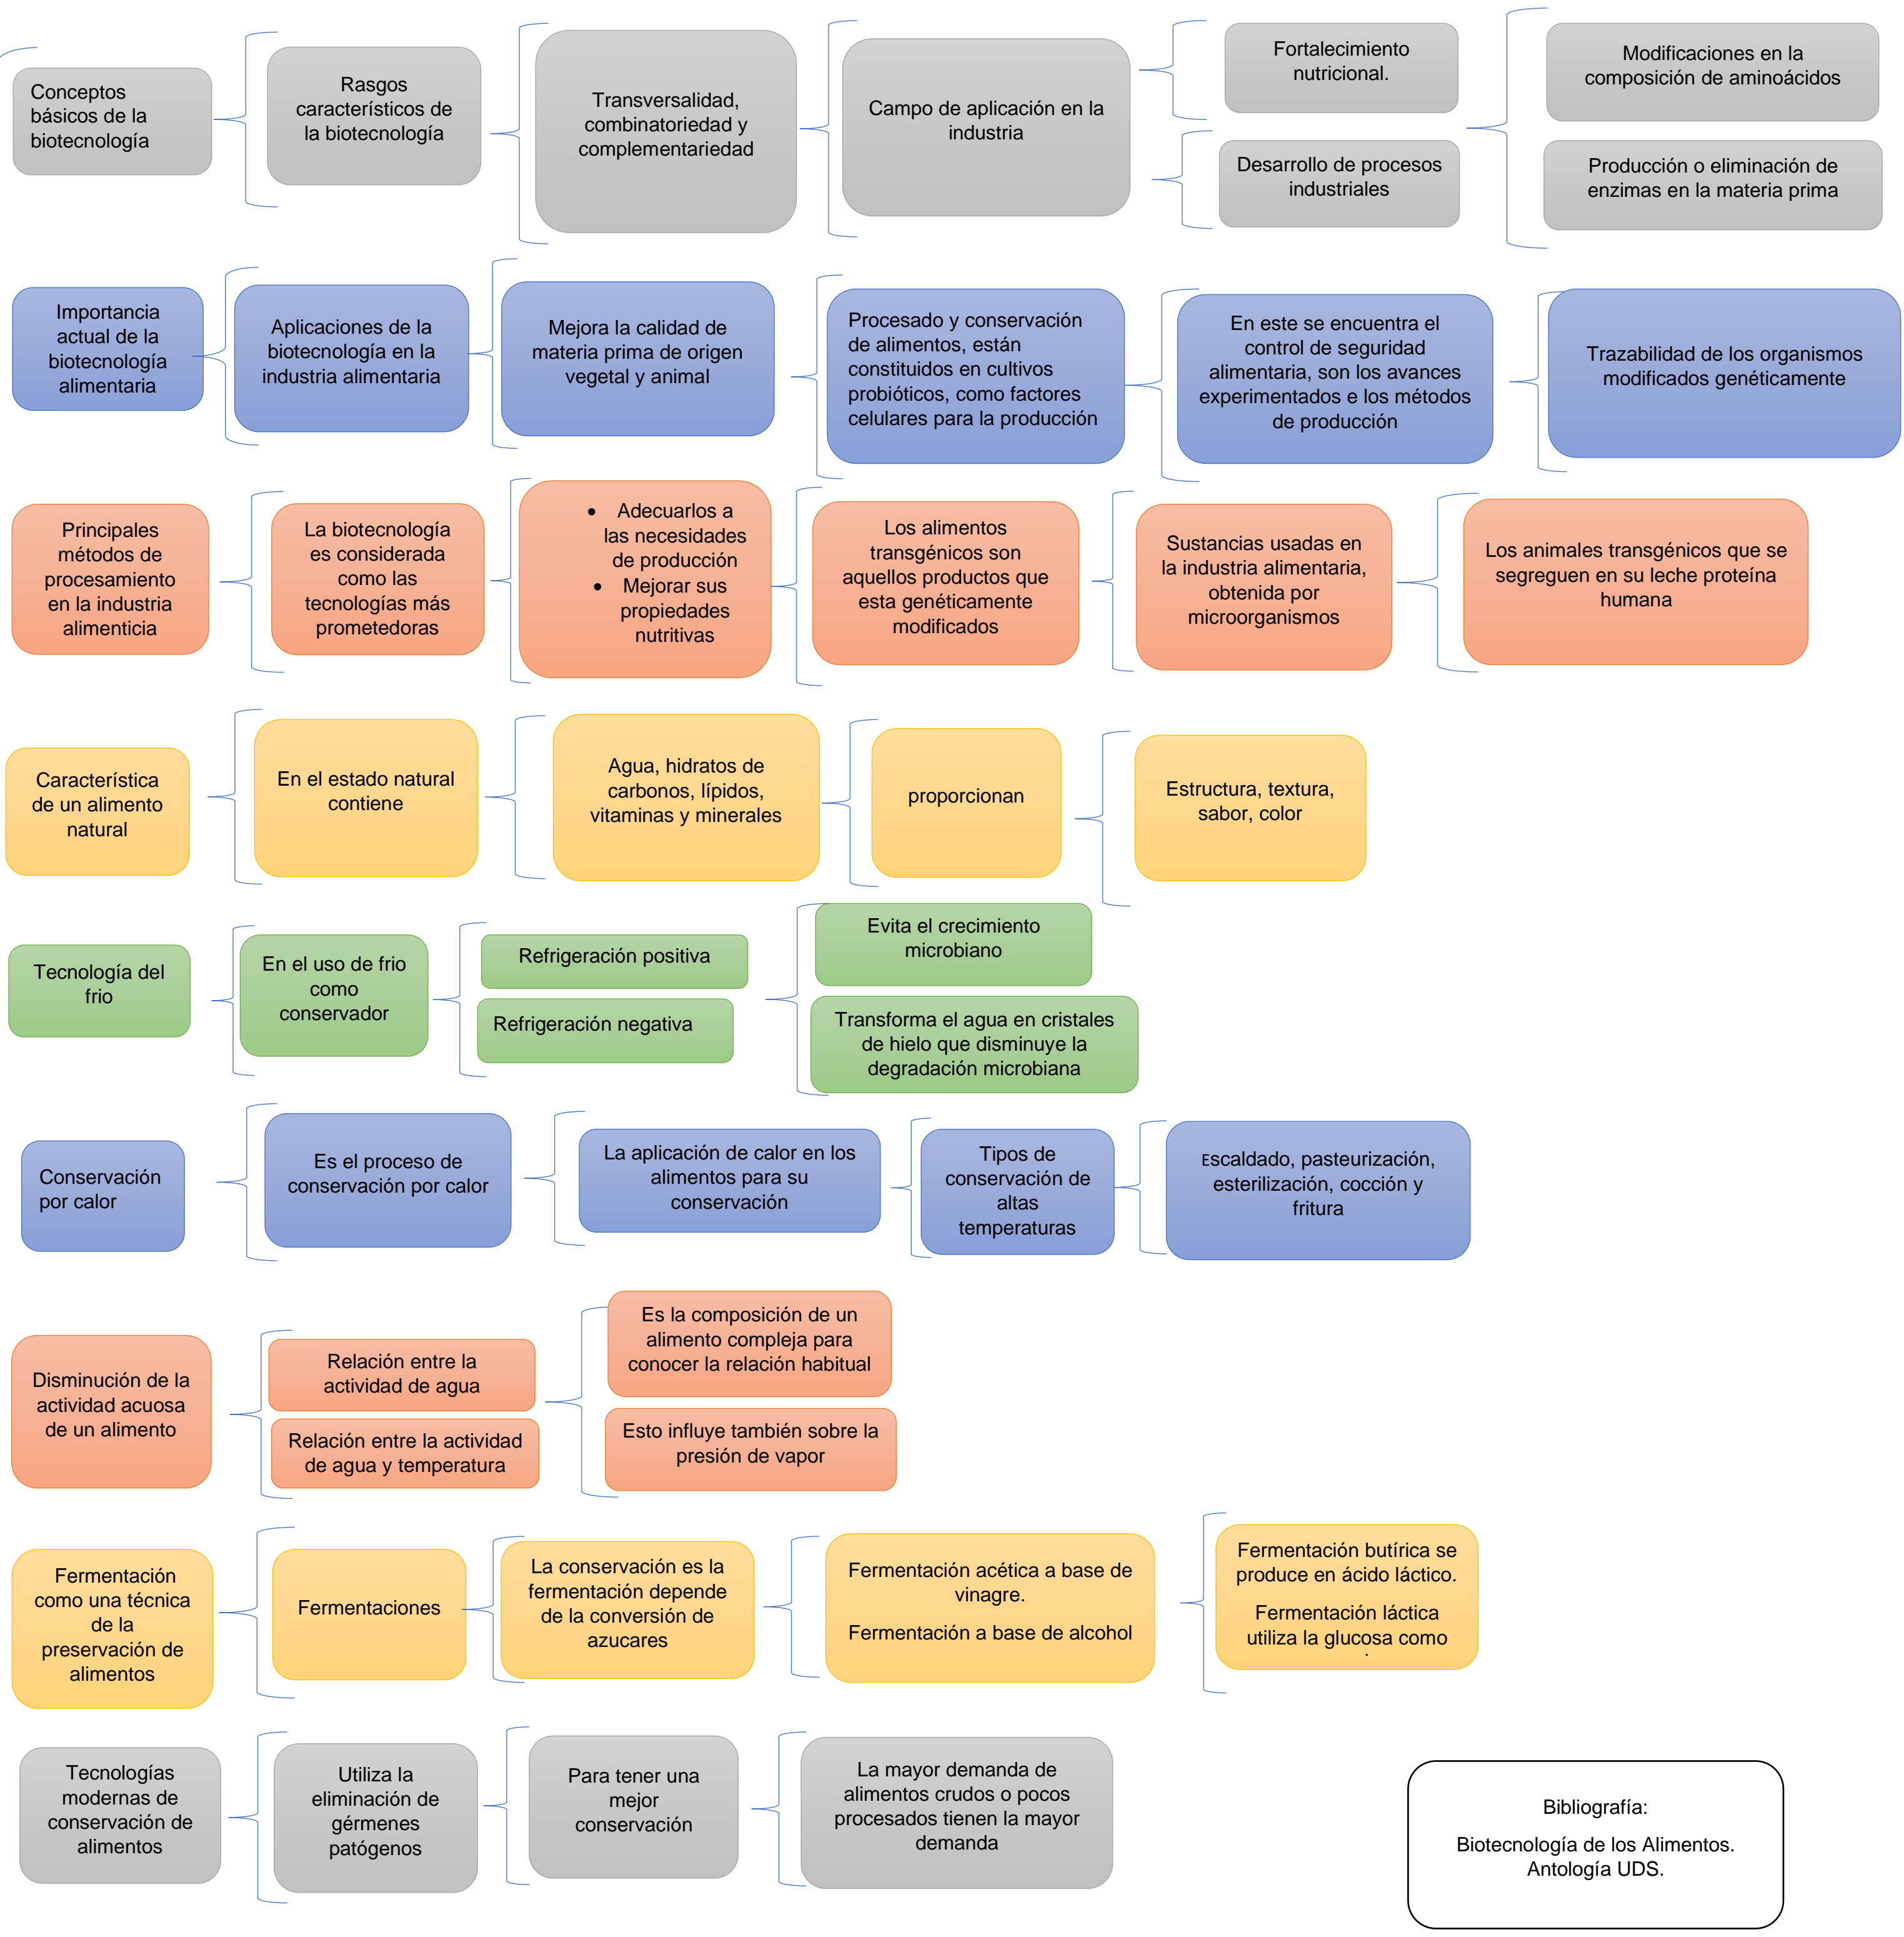 Conceptos
básicos de la
biotecnología
Rasgos
característicos de
la biotecnología
Transversalidad,
combinatoriedad y
complementariedad
Campo de aplicación en la
industria
Fortalecimiento
nutricional.
Desarrollo de procesos
industriales
Modificaciones en la
composición de aminoácidos
Producción o eliminación de
enzimas en la materia prima
Importancia
actual de la
biotecnología
alimentaria
Aplicaciones de la
biotecnología en la
industria alimentaria
Mejora la calidad de
materia prima de origen
vegetal y animal
Procesado y conservación
de alimentos, están
constituidos en cultivos
probióticos, como factores
celulares para la producción
En este se encuentra el
control de seguridad
alimentaria, son los avances
experimentados e los métodos
de producción
Trazabilidad de los organismos
modificados genéticamente
Principales
métodos de
procesamiento
en la industria
alimenticia
La biotecnología
es considerada
como las
tecnologías más
prometedoras
• Adecuarlos a
las necesidades
de producción
• Mejorar sus
propiedades
nutritivas
Los alimentos
transgénicos son
aquellos productos que
esta genéticamente
modificados
Sustancias usadas en
la industria alimentaria,
obtenida por
microorganismos
Los animales transgénicos que se
segreguen en su leche proteína
humana
Característica
de un alimento
natural
En el estado natural
contiene
Agua, hidratos de
carbonos, lípidos,
vitaminas y minerales
proporcionan
Estructura, textura,
sabor, color
Tecnología del
frio
En el uso de frio
como
conservador
Refrigeración positiva
Refrigeración negativa
Evita el crecimiento
microbiano
Transforma el agua en cristales
de hielo que disminuye la
degradación microbiana
Conservación
por calor
Es el proceso de
conservación por calor
La aplicación de calor en los
alimentos para su
conservación
Tipos de
conservación de
altas
temperaturas
Escaldado, pasteurización,
esterilización, cocción y
fritura
Disminución de la
actividad acuosa
de un alimento
Relación entre la
actividad de agua
Relación entre la actividad
de agua y temperatura
Es la composición de un
alimento compleja para
conocer la relación habitual
Esto influye también sobre la
presión de vapor
Fermentación
como una técnica
de la
preservación de
alimentos
Fermentaciones
La conservación es la
fermentación depende
de la conversión de
azucares
Fermentación acética a base de
vinagre.
Fermentación a base de alcohol
Fermentación butírica se
produce en ácido láctico.
Fermentación láctica
utiliza la glucosa como
Tecnologías
modernas de
conservación de
alimentos
Utiliza la
eliminación de
gérmenes
patógenos
Para tener una
mejor
conservación
La mayor demanda de
alimentos crudos o pocos
procesados tienen la mayor
demanda
Bibliografía:
Biotecnología de los Alimentos.
Antología UDS.